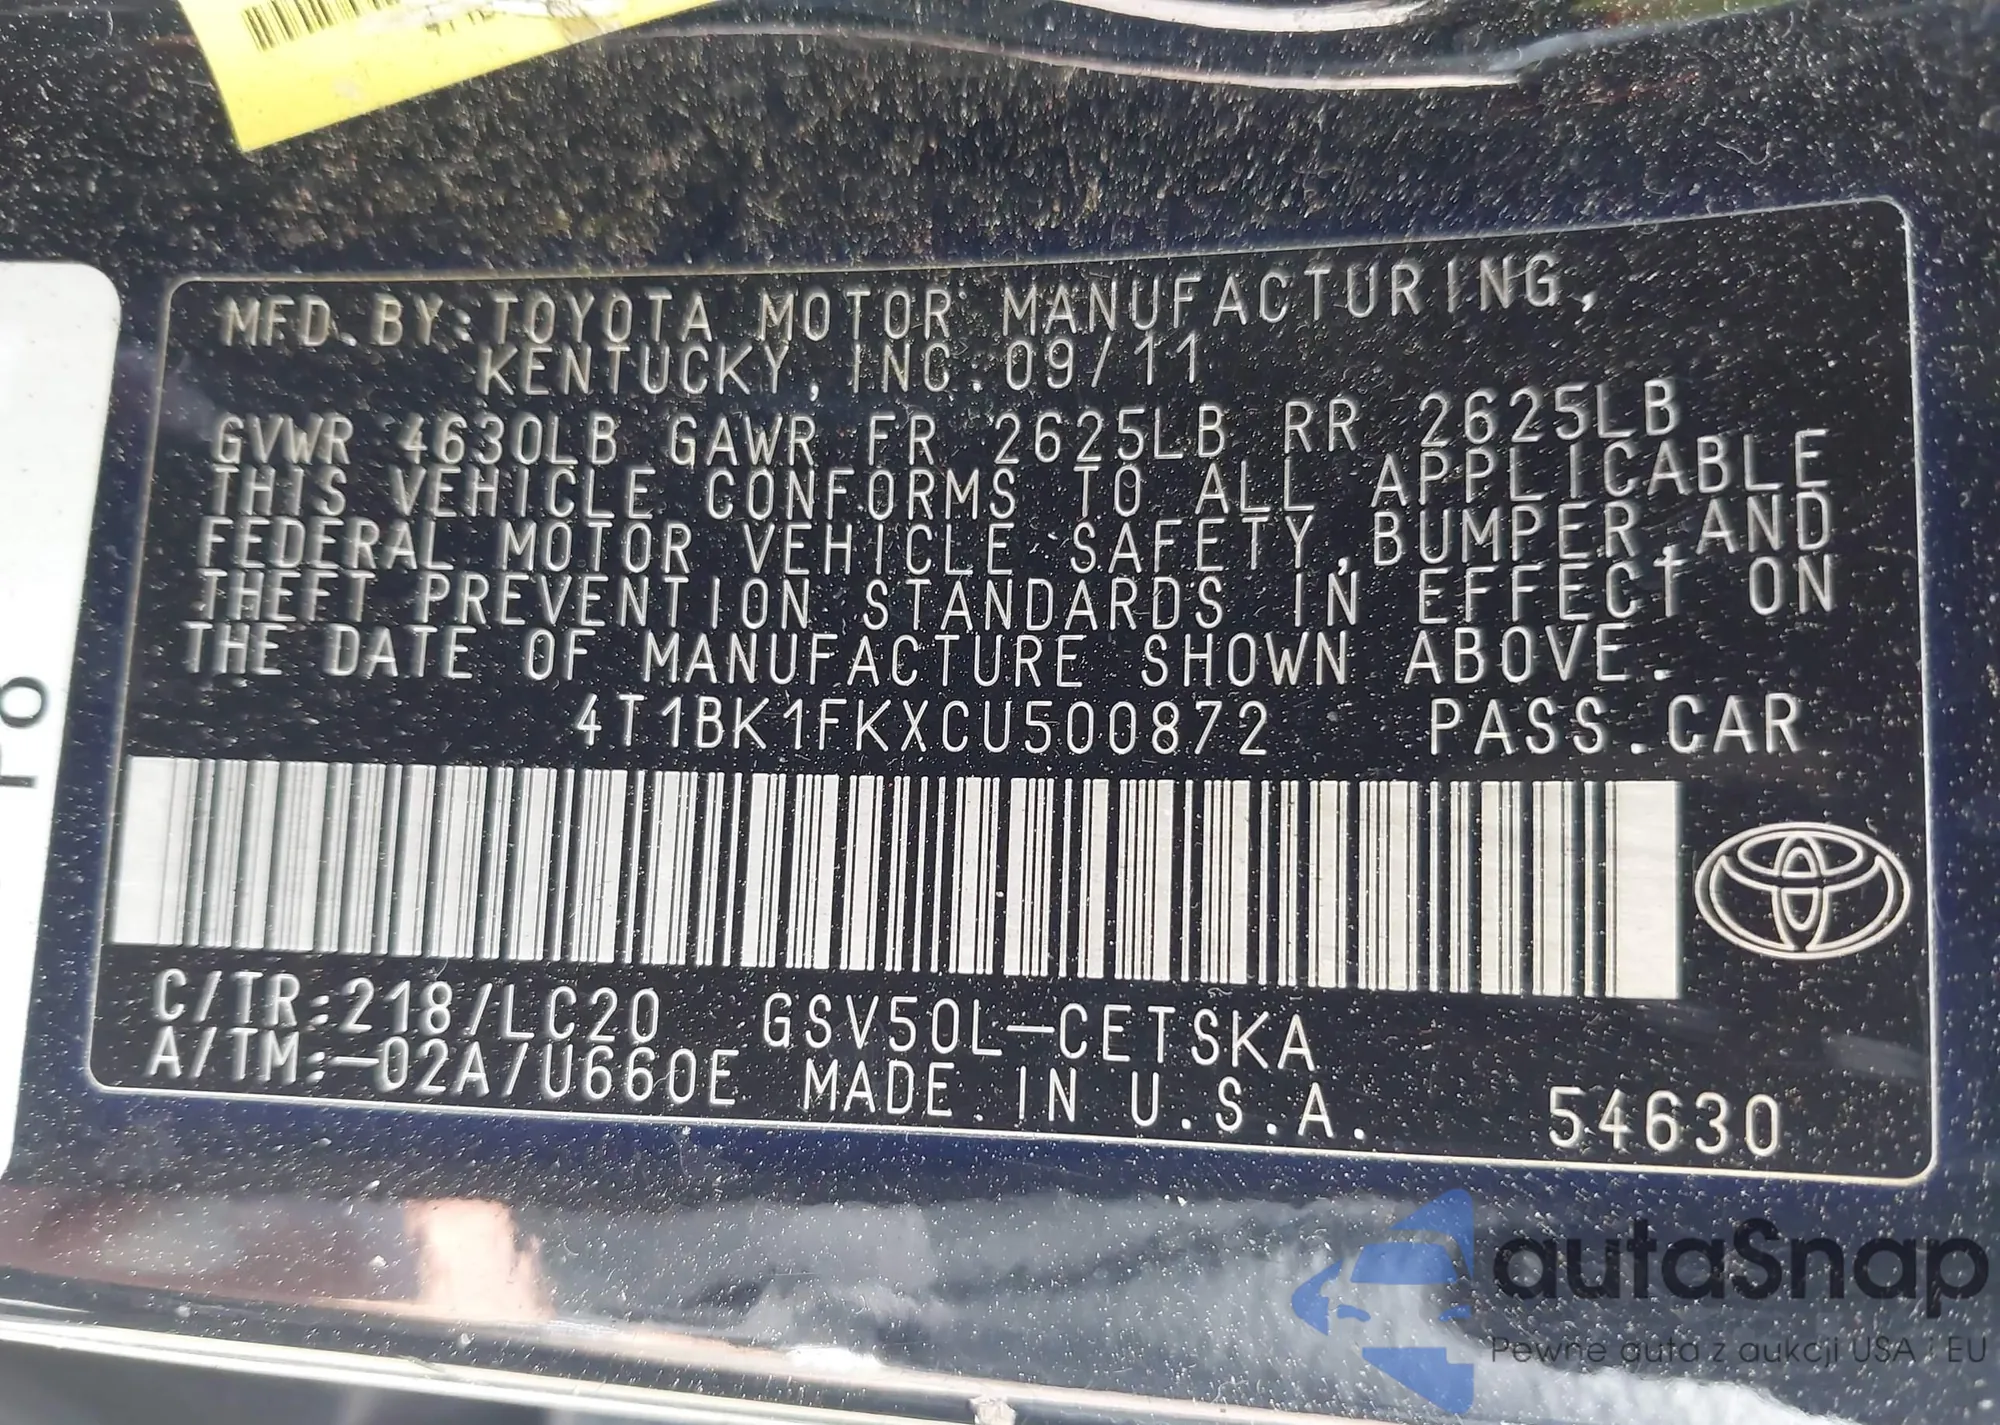 MFD. BY: TOYOTA MOTOR MANUFACTURING,
KENTUCKY, INC. 09/11
GVWR 4630LB GAWR FR 2625LB RR 2625LB
THIS VEHICLE CONFORMS TO ALL APPLICABLE
FEDERAL MOTOR VEHICLE SAFETY, BUMPER, AND
THEFT PREVENTION STANDARDS IN EFFECT ON
THE DATE OF MANUFACTURE SHOWN ABOVE.
4T1BK1FKXCU500872 PASS. CAR
C/TR:218/LC20 GSV50L-CETSKA
A/TM:-02A/U660E MADE IN U.S.A. 54630
autaSnap
Pewne auta z aukcji USA i EU